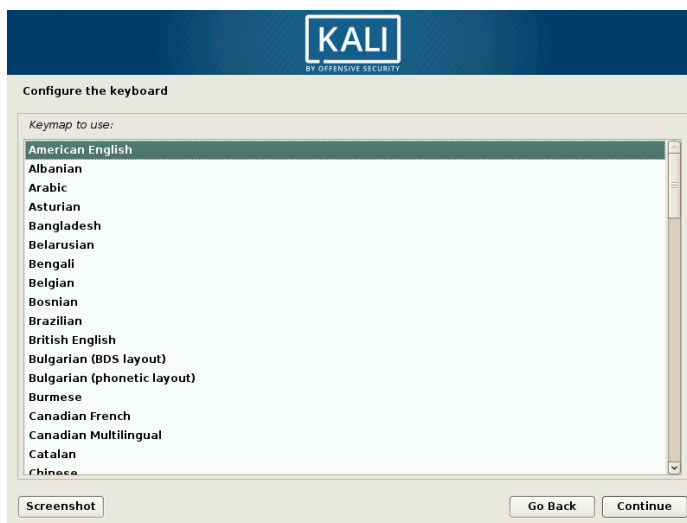 KALI
BY OFFENSIVE SECURITY
Configure the keyboard
Keymap to use:
American English
Albanian
Arabic
Asturian
Bangladesh
Belarusian
Bengali
Belgian
Bosnian
Brazilian
British English
Bulgarian (BDS layout)
Bulgarian (phonetic layout)
Burmese
Canadian French
Canadian Multilingual
Catalan
Chinese
Screenshot
Go Back
Continue